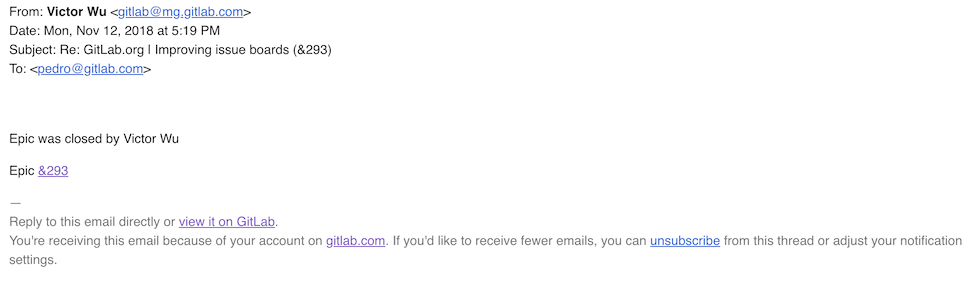 From: Victor Wu <gitlab@mg.gitlab.com>
Date: Mon, Nov 12, 2018 at 5:19 PM
Subject: Re: GitLab.org | Improving issue boards (&293)
To: <pedro@gitlab.com>
Epic was closed by Victor Wu
Epic &293
—
Reply to this email directly or view it on GitLab.
You're receiving this email because of your account on gitlab.com. If you'd like to receive fewer emails, you can unsubscribe from this thread or adjust your notification
settings.